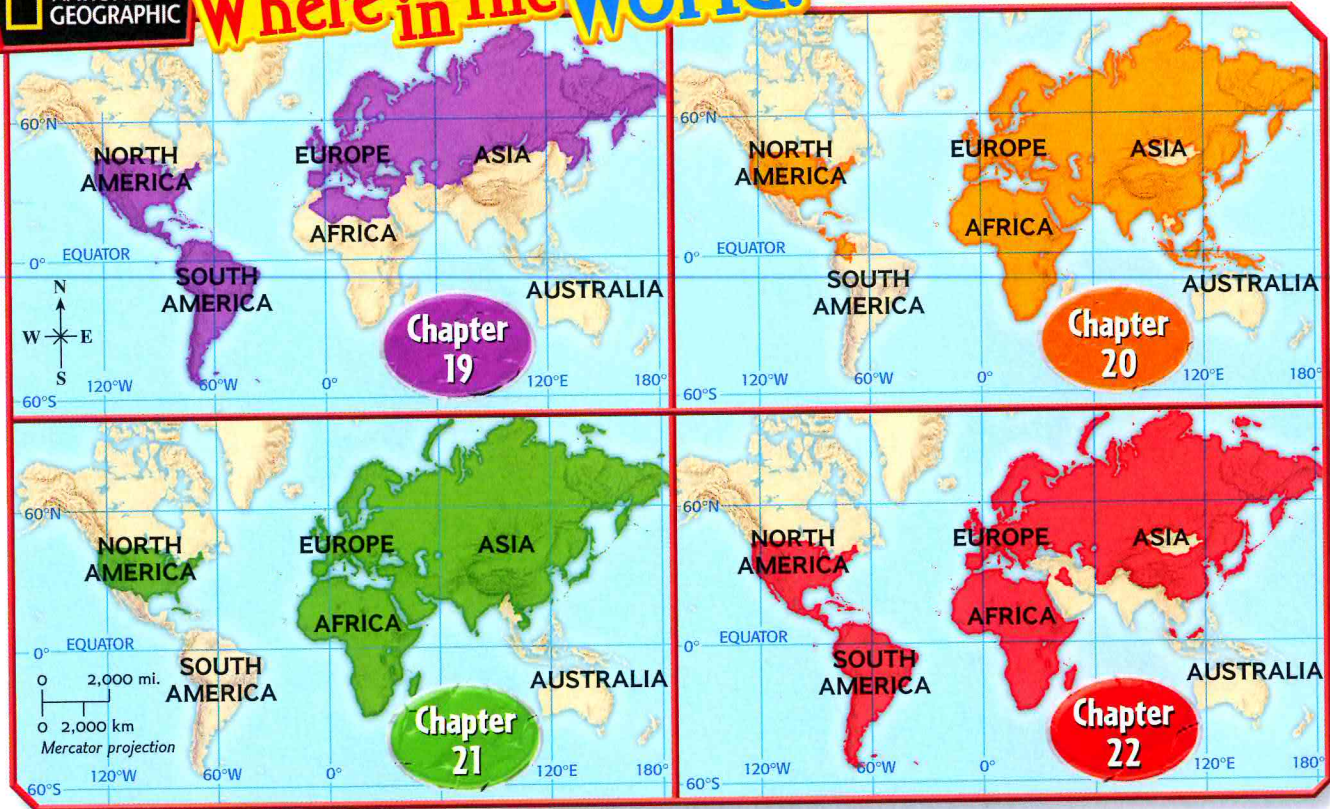 GEOGRAPHIC
Where in the World?
60°N
NORTH
AMERICA
EUROPE
ASIA
AFRICA
EQUATOR
0°
SOUTH
AMERICA
AUSTRALIA
N
W E
S
Chapter
19
120°W 60°W 0° 120°E 180°
60°S
60°N
NORTH
AMERICA
EUROPE
ASIA
AFRICA
EQUATOR
0°
SOUTH
AMERICA
AUSTRALIA
Chapter
20
120°W 60°W 0° 120°E 180°
60°S
60°N
NORTH
AMERICA
EUROPE
ASIA
AFRICA
EQUATOR
0°
SOUTH
AMERICA
AUSTRALIA
0 2,000 mi.
0 2,000 km
Mercator projection
Chapter
21
120°W 60°W 0° 120°E 180°
60°S
60°N
NORTH
AMERICA
EUROPE
ASIA
AFRICA
EQUATOR
0°
SOUTH
AMERICA
AUSTRALIA
Chapter
22
120°W 60°W 0° 120°E 180°
60°S